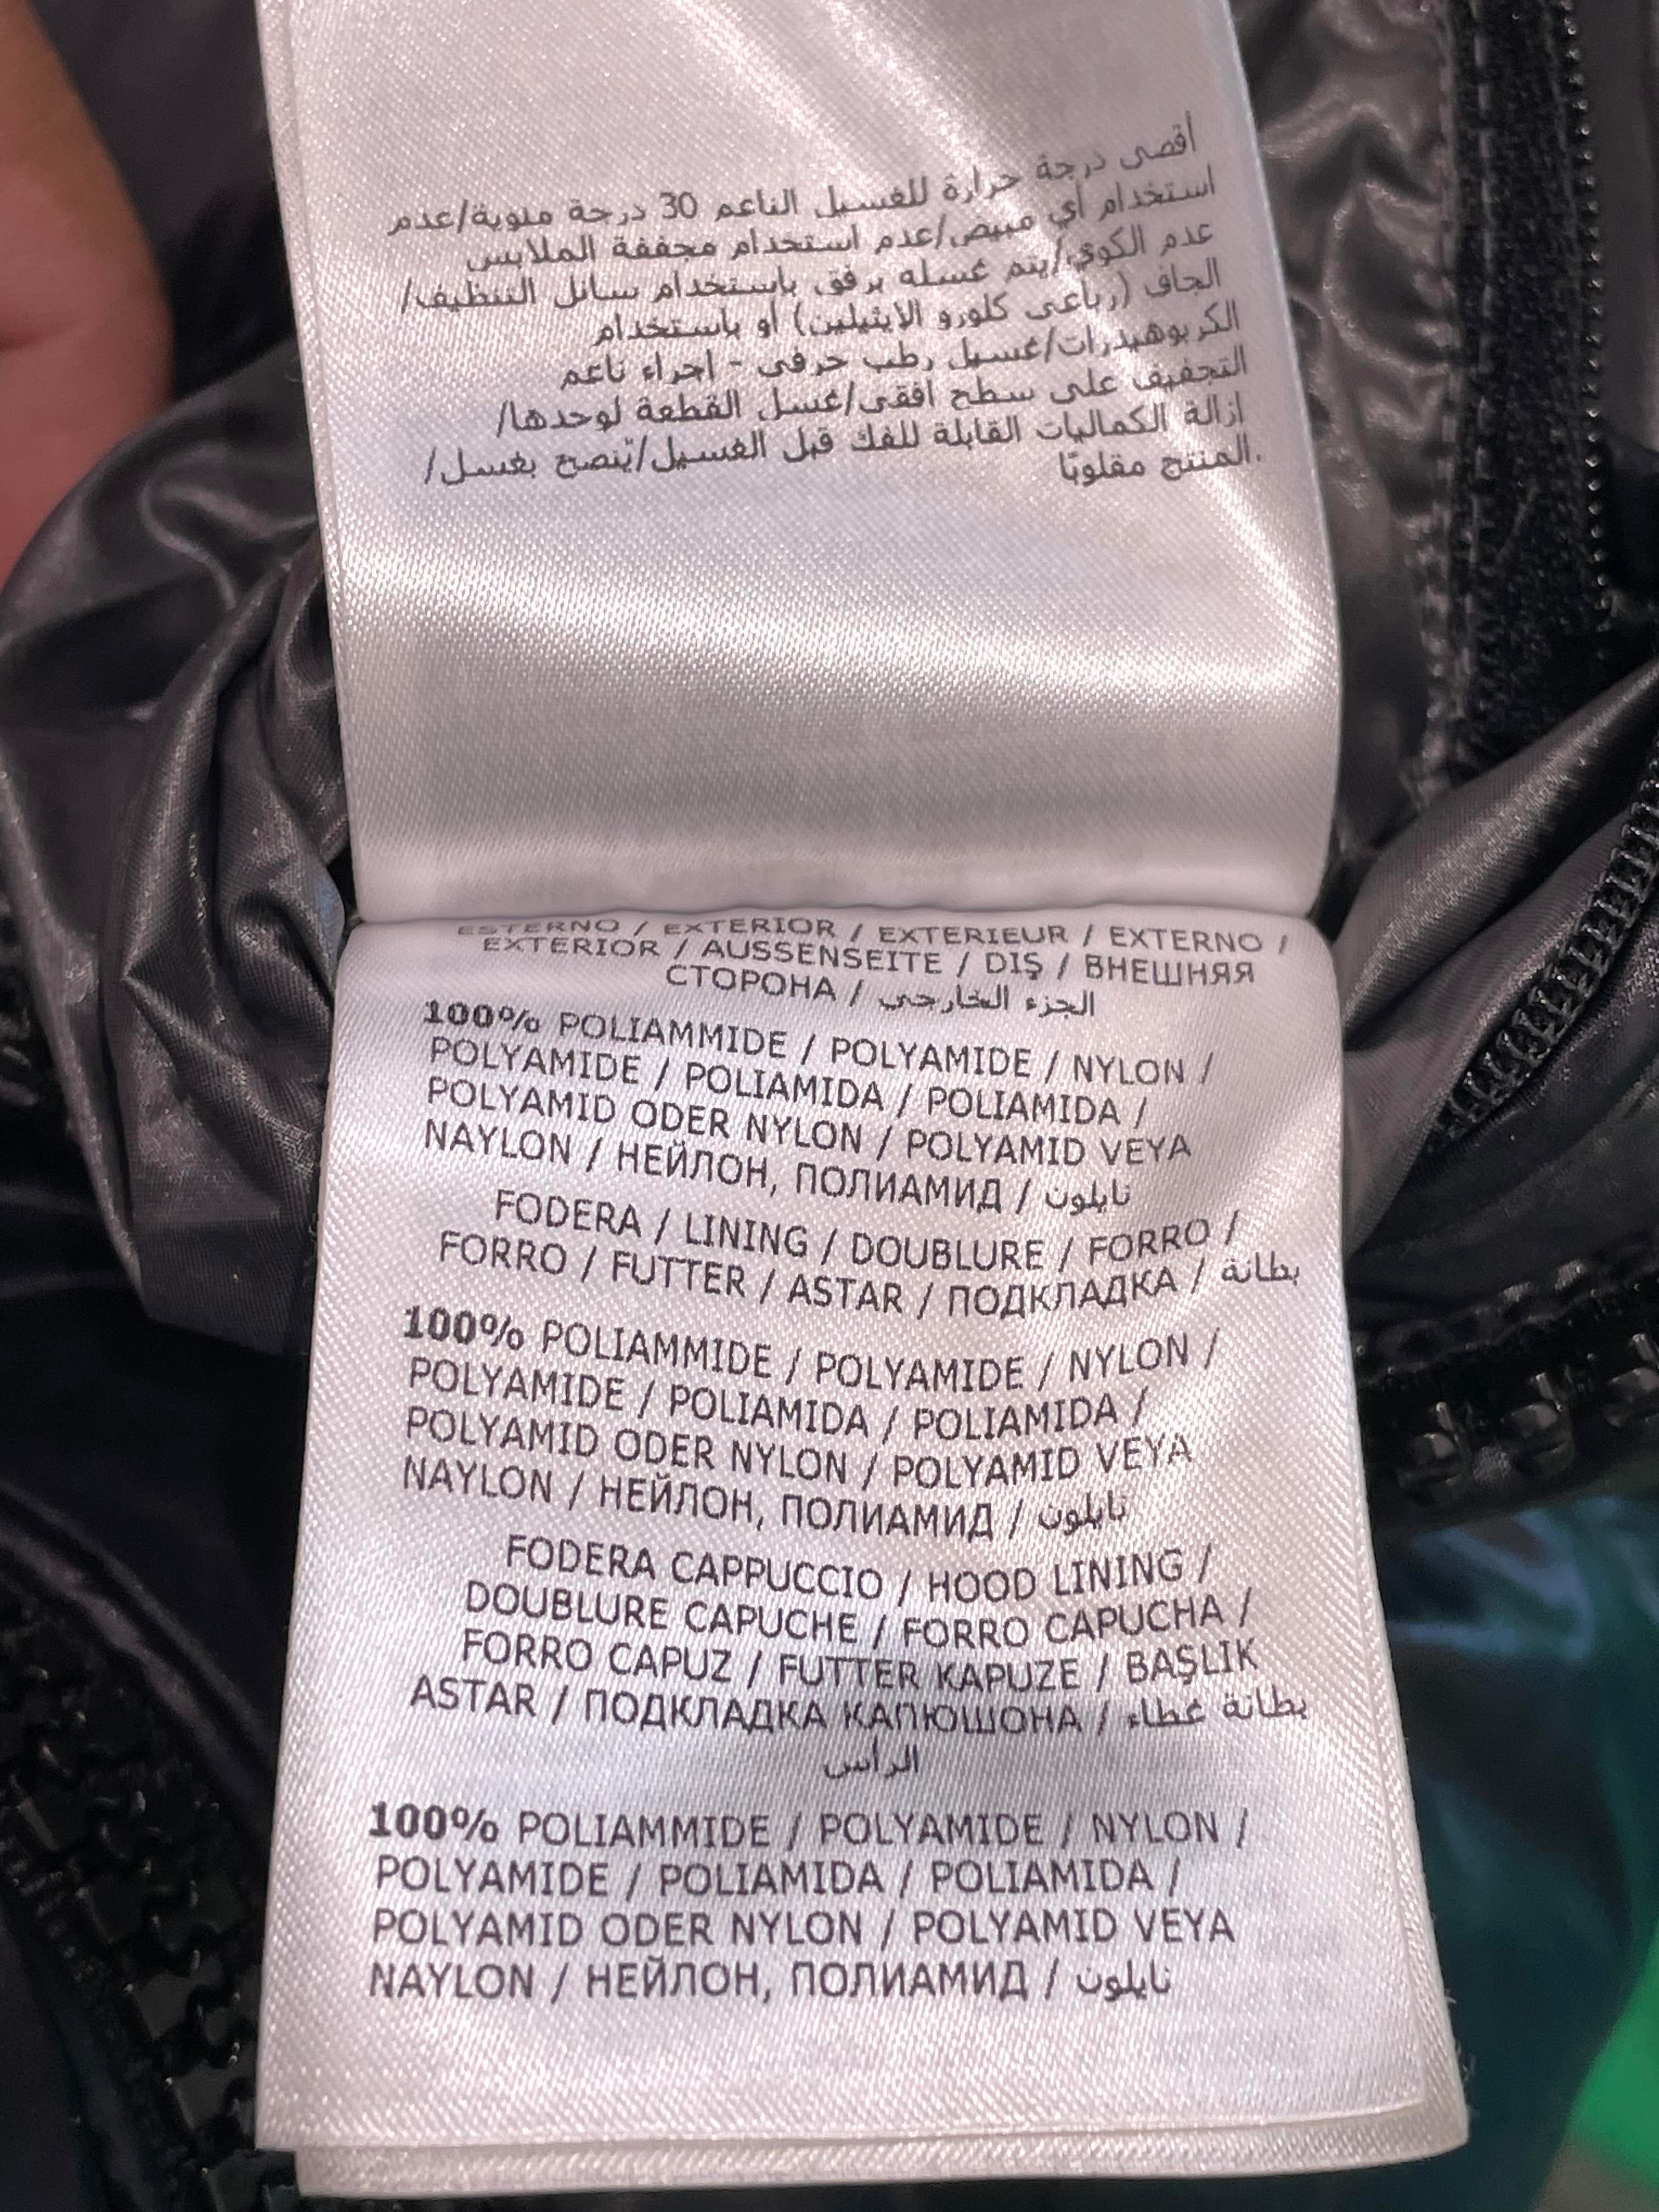 أقصى درجة حرارة للغسيل الناعم 30 درجة مئوية/عدم
استخدام أي مبيض/عدم استخدام مجففة الملابس
عدم الكوي/يتم غسله برفق باستخدام سائل التنظيف/
الجاف (رباعى كلورو الايثيلين) أو باستخدام
الكربوهيدرات/غسيل رطب حرفى - اجراء ناعم
التجفيف على سطح افقى/غسل القطعة لوحدها/
ازالة الكماليات القابلة للفك قبل الغسيل/يُنصح بغسل/
المنتج مقلوبًا.
ESTERNO / EXTERIOR / EXTERIEUR / EXTERNO /
EXTERIOR / AUSSENSEITE / DIŞ / ВНЕШНЯЯ
СТОРОНА / الجزء الخارجي
100% POLIAMMIDE / POLYAMIDE / NYLON /
POLYAMIDE / POLIAMIDA / POLIAMIDA /
POLYAMID ODER NYLON / POLYAMID VEYA
NAYLON / НЕЙЛОН, ПОЛИАМИД / نايلون
FODERA / LINING / DOUBLURE / FORRO /
FORRO / FUTTER / ASTAR / ПОДКЛАДКА / بطانة
100% POLIAMMIDE / POLYAMIDE / NYLON /
POLYAMIDE / POLIAMIDA / POLIAMIDA /
POLYAMID ODER NYLON / POLYAMID VEYA
NAYLON / НЕЙЛОН, ПОЛИАМИД / نايلون
FODERA CAPPUCCIO / HOOD LINING /
DOUBLURE CAPUCHE / FORRO CAPUCHA /
FORRO CAPUZ / FUTTER KAPUZE / BAŞLIK
ASTAR / ПОДКЛАДКА КАПЮШОНА / بطانة غطاء
الرأس
100% POLIAMMIDE / POLYAMIDE / NYLON /
POLYAMIDE / POLIAMIDA / POLIAMIDA /
POLYAMID ODER NYLON / POLYAMID VEYA
NAYLON / НЕЙЛОН, ПОЛИАМИД / نايلون